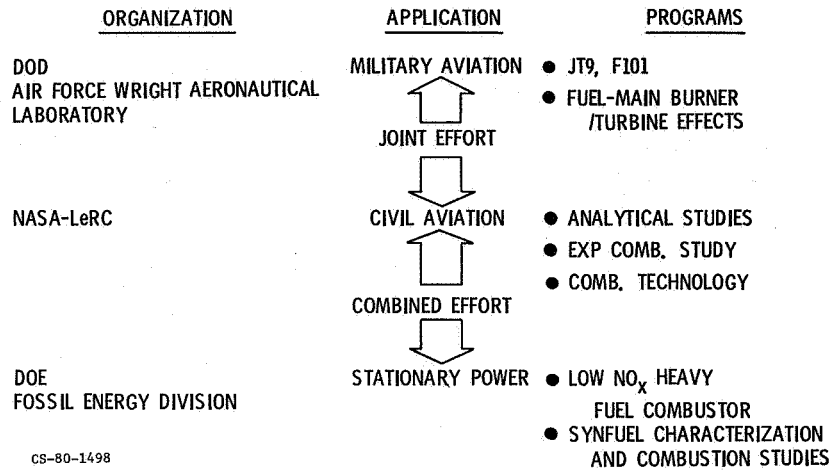 ORGANIZATION APPLICATION PROGRAMS
DOD MILITARY AVIATION ● JT9, F101
AIR FORCE WRIGHT AERONAUTICAL ● FUEL-MAIN BURNER
LABORATORY /TURBINE EFFECTS
JOINT EFFORT
NASA-LeRC CIVIL AVIATION ● ANALYTICAL STUDIES
● EXP COMB. STUDY
● COMB. TECHNOLOGY
COMBINED EFFORT
DOE STATIONARY POWER ● LOW NOX HEAVY
FOSSIL ENERGY DIVISION FUEL COMBUSTOR
● SYNFUEL CHARACTERIZATION
CS-80-1498 AND COMBUSTION STUDIES